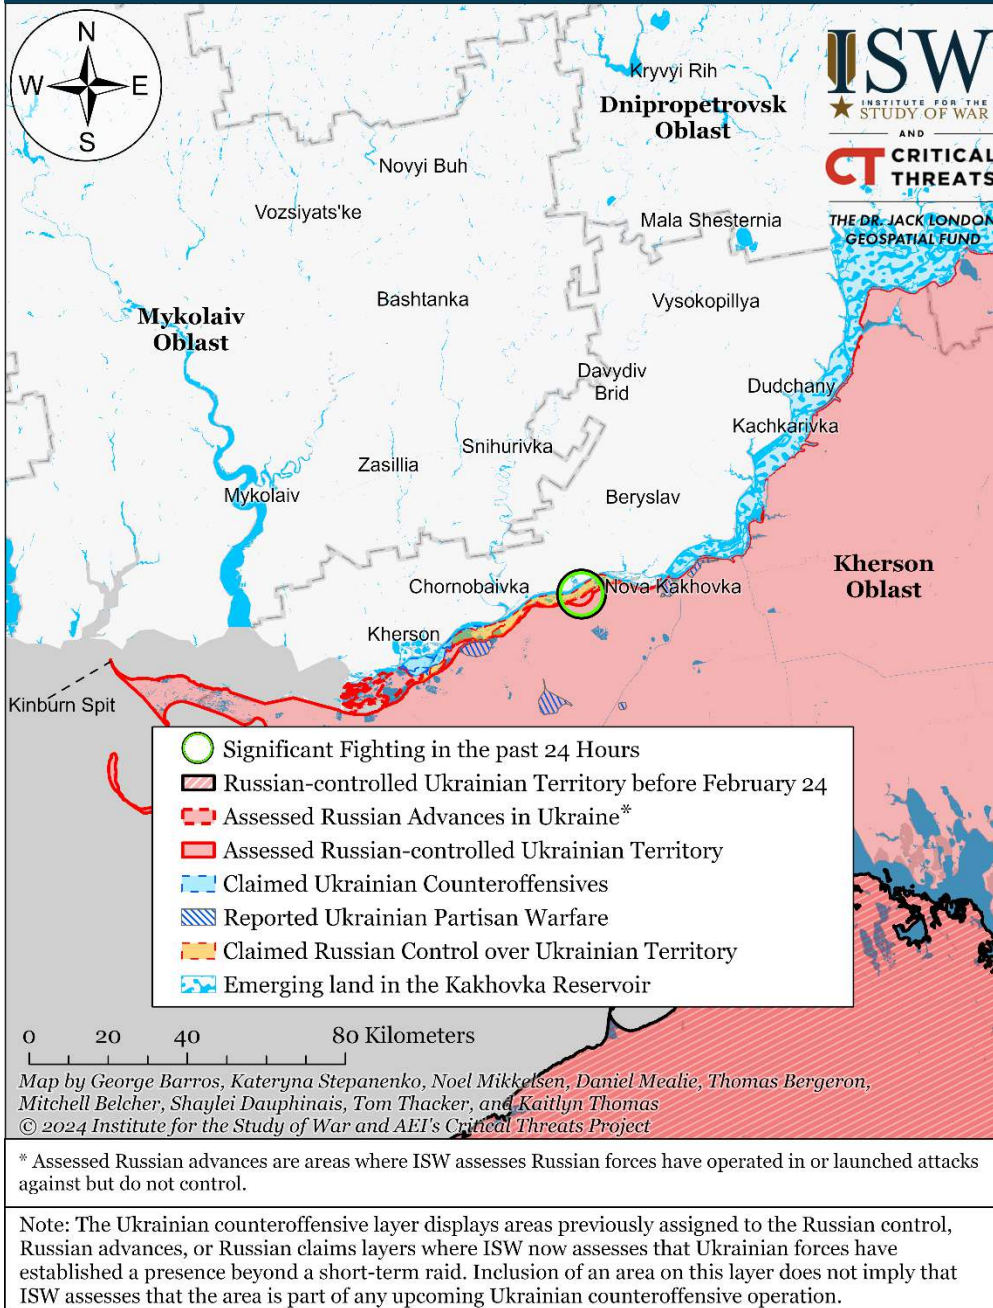 N
W
E
S
ISW
INSTITUTE FOR THE
STUDY OF WAR
AND
CT CRITICAL
THREATS
THE DR. JACK LONDON
GEOSPATIAL FUND
Kryvyi Rih
Dnipropetrovsk
Oblast
Novyi Buh
Vozsiyats'ke
Mala Shesternia
Bashtanka
Vysokopillya
Mykolaiv
Oblast
Davydiv
Brid
Dudchany
Kachkarivka
Snihurivka
Zasillia
Mykolaiv
Beryslav
Kherson
Oblast
Chornobaivka
Nova Kakhovka
Kherson
Kinburn Spit
Significant Fighting in the past 24 Hours
Russian-controlled Ukrainian Territory before February 24
Assessed Russian Advances in Ukraine*
Assessed Russian-controlled Ukrainian Territory
Claimed Ukrainian Counteroffensives
Reported Ukrainian Partisan Warfare
Claimed Russian Control over Ukrainian Territory
Emerging land in the Kakhovka Reservoir
0 20 40 80 Kilometers
Map by George Barros, Kateryna Stepanenko, Noel Mikkelsen, Daniel Mealie, Thomas Bergeron,
Mitchell Belcher, Shaylei Dauphinais, Tom Thacker, and Kaitlyn Thomas
© 2024 Institute for the Study of War and AEI's Critical Threats Project
* Assessed Russian advances are areas where ISW assesses Russian forces have operated in or launched attacks
against but do not control.
Note: The Ukrainian counteroffensive layer displays areas previously assigned to the Russian control,
Russian advances, or Russian claims layers where ISW now assesses that Ukrainian forces have
established a presence beyond a short-term raid. Inclusion of an area on this layer does not imply that
ISW assesses that the area is part of any upcoming Ukrainian counteroffensive operation.